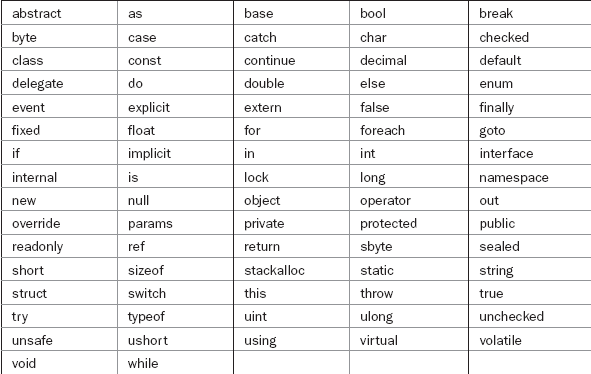 abstract as base bool break
byte case catch char checked
class const continue decimal default
delegate do double else enum
event explicit extern false finally
fixed float for foreach goto
if implicit in int interface
internal is lock long namespace
new null object operator out
override params private protected public
readonly ref return sbyte sealed
short sizeof stackalloc static string
struct switch this throw true
try typeof uint ulong unchecked
unsafe ushort using virtual volatile
void while